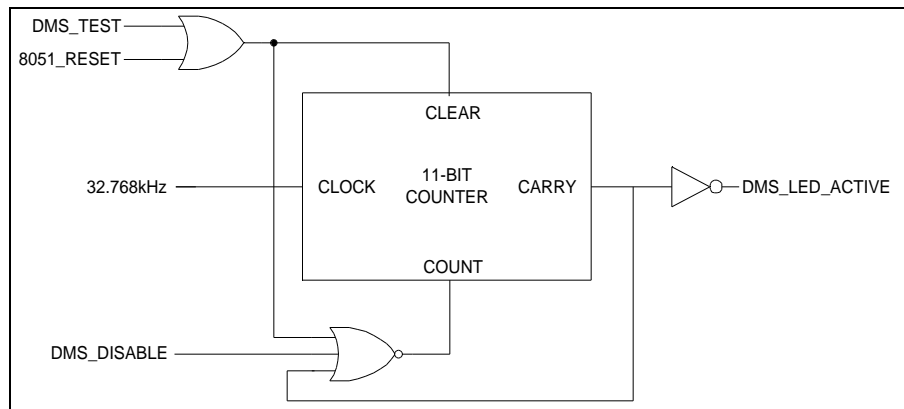 DMS_TEST
8051_RESET
CLEAR
32.768kHz
CLOCK
11-BIT
COUNTER
CARRY
DMS_LED_ACTIVE
COUNT
DMS_DISABLE